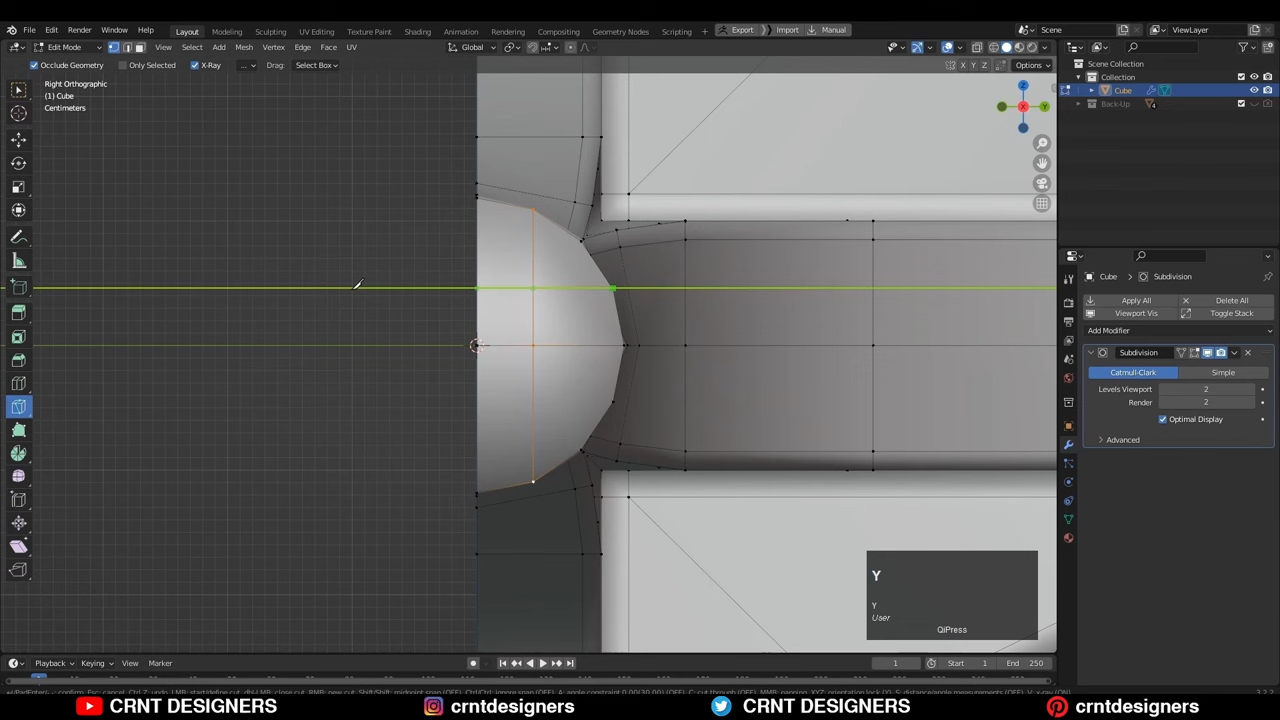 File Edit Render Window Help Layout Modeling Sculpting UV Editing Texture Paint Shading Animation Rendering Compositing Geometry Nodes Scripting Export Import Manual Scene ViewLayer
Edit Mode View Select Add Mesh Vertex Edge Face UV Global
Occlude Geometry Only Selected X-Ray ... Drag: Select Box X Y Z Options
Right Orthographic
(1) Cube
Centimeters
Scene Collection
Collection
Cube
Back-Up 4
Z
X
Y
Cube Subdivision
Apply All Delete All
Viewport Vis Toggle Stack
Add Modifier
Subdivision
Catmull-Clark Simple
Levels Viewport 2
Render 2
Optimal Display
Advanced
Y
Y
User
QiPress
Playback Keying View Marker 1 Start 1 End 250
3.2.2
CRNT DESIGNERS crntdesigners CRNT DESIGNERS crntdesigners